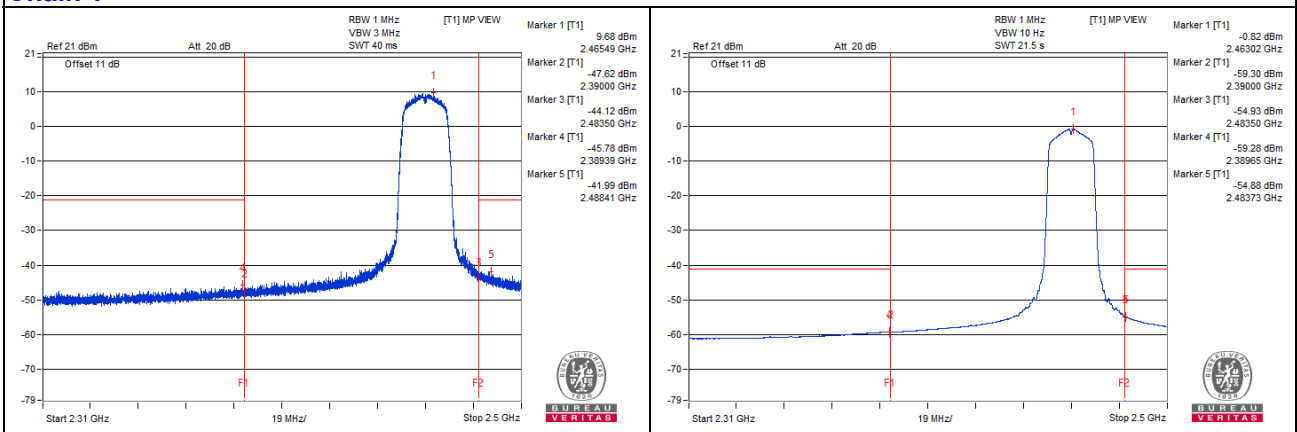 RBW 1 MHz [T1] MP VIEW
VBW 3 MHz
Ref 21 dBm Att 20 dB SWT 40 ms
Offset 11 dB
21
10
0
-10
-20
-30
-40
-50
-60
-70
-79
1
5
F1
F2
Start 2.31 GHz 19 MHz/ Stop 2.5 GHz
Marker 1 [T1]
9.68 dBm
2.46549 GHz
Marker 2 [T1]
-47.62 dBm
2.39000 GHz
Marker 3 [T1]
-44.12 dBm
2.48350 GHz
Marker 4 [T1]
-45.78 dBm
2.38939 GHz
Marker 5 [T1]
-41.99 dBm
2.48841 GHz
BUREAU VERITAS
1828
BUREAU
VERITAS
RBW 1 MHz [T1] MP VIEW
VBW 10 Hz
Ref 21 dBm Att 20 dB SWT 21.5 s
Offset 11 dB
21
10
0
-10
-20
-30
-40
-50
-60
-70
-79
1
F1
F2
Start 2.31 GHz 19 MHz/ Stop 2.5 GHz
Marker 1 [T1]
-0.82 dBm
2.46302 GHz
Marker 2 [T1]
-59.30 dBm
2.39000 GHz
Marker 3 [T1]
-54.93 dBm
2.48350 GHz
Marker 4 [T1]
-59.28 dBm
2.38965 GHz
Marker 5 [T1]
-54.88 dBm
2.48373 GHz
BUREAU VERITAS
1828
BUREAU
VERITAS